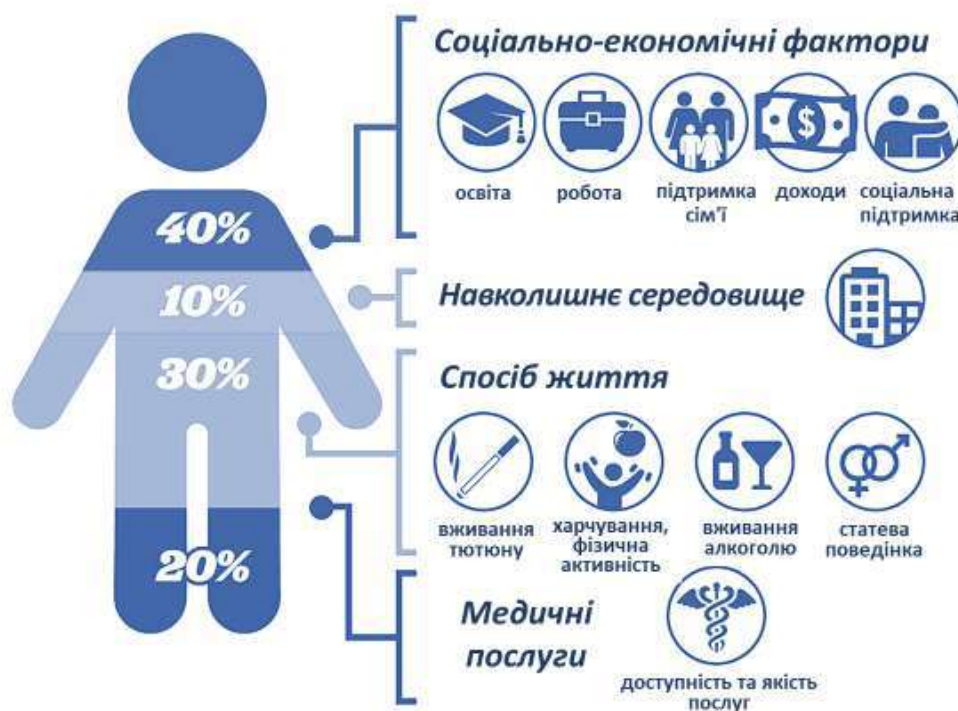 Соціально-економічні фактори
$
освіта
робота
підтримка
сім'ї
доходи
соціальна
підтримка
40%
10%
Навколишнє середовище
30%
Спосіб життя
вживання
тютюну
харчування,
фізична
активність
вживання
алкоголю
статева
поведінка
20%
Медичні
послуги
доступність та якість
послуг